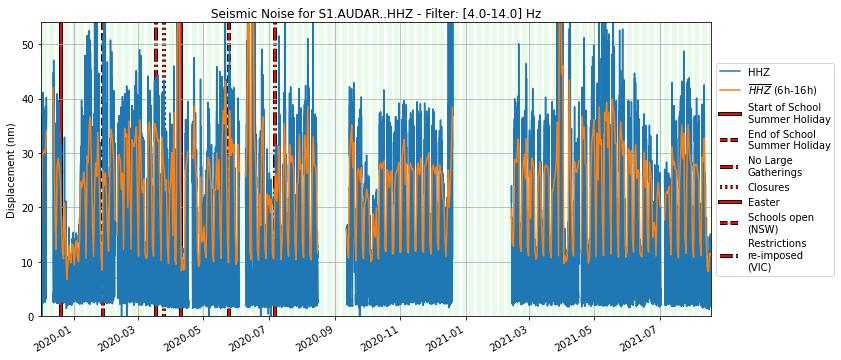 Seismic Noise for S1.AUDAR..HHZ - Filter: [4.0-14.0] Hz
Displacement (nm)
50
40
30
20
10
0
2020-01
2020-03
2020-05
2020-07
2020-09
2020-11
2021-01
2021-03
2021-05
2021-07
HHZ
HHZ (6h-16h)
Start of School
Summer Holiday
End of School
Summer Holiday
No Large
Gatherings
Closures
Easter
Schools open
(NSW)
Restrictions
re-imposed
(VIC)